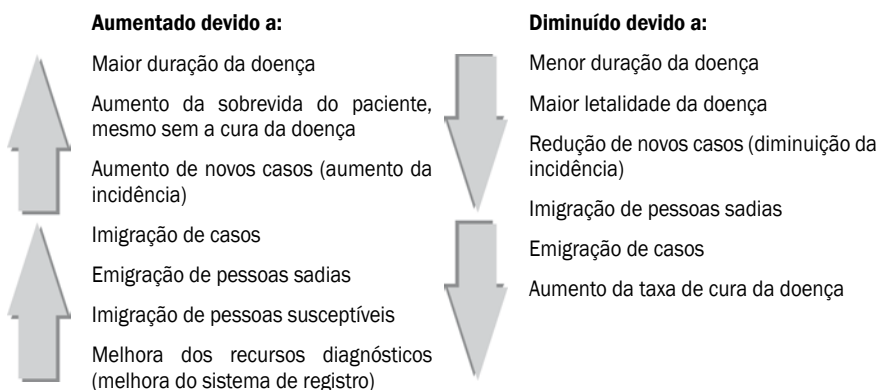 Aumentado devido a:
Maior duração da doença
Aumento da sobrevida do paciente,
mesmo sem a cura da doença
Aumento de novos casos (aumento da
incidência)
Imigração de casos
Emigração de pessoas sadias
Imigração de pessoas susceptíveis
Melhora dos recursos diagnósticos
(melhora do sistema de registro)
Diminuído devido a:
Menor duração da doença
Maior letalidade da doença
Redução de novos casos (diminuição da
incidência)
Imigração de pessoas sadias
Emigração de casos
Aumento da taxa de cura da doença